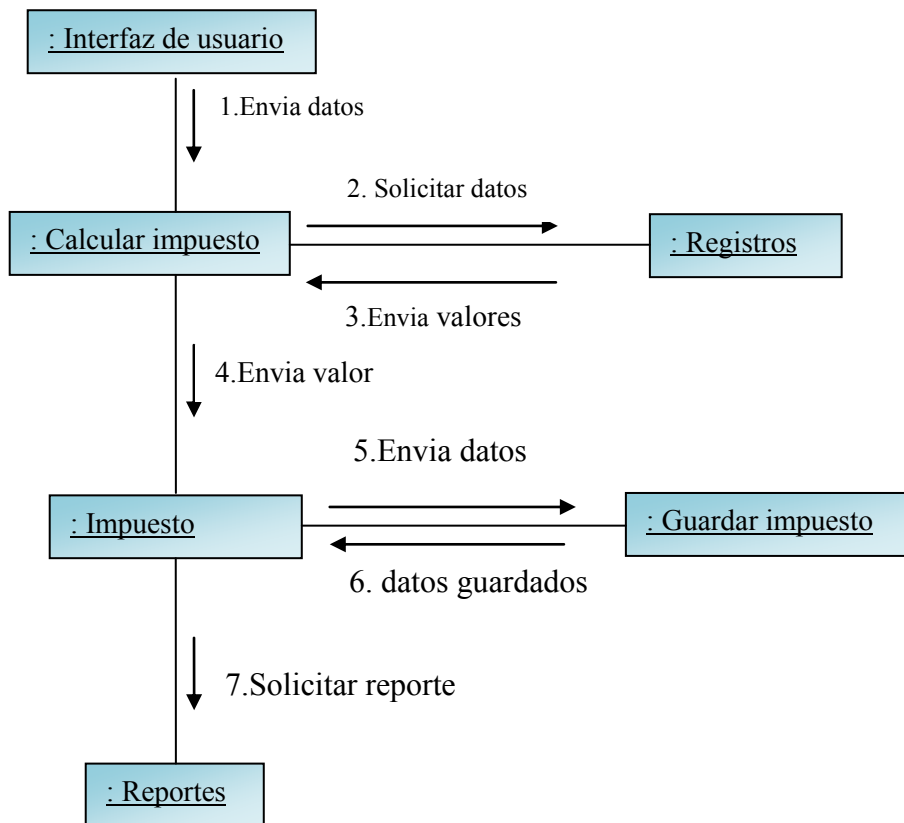 : Interfaz de usuario
1.Envia datos
2. Solicitar datos
: Calcular impuesto
: Registros
3.Envia valores
4.Envia valor
5.Envia datos
: Impuesto
: Guardar impuesto
6. datos guardados
7.Solicitar reporte
: Reportes